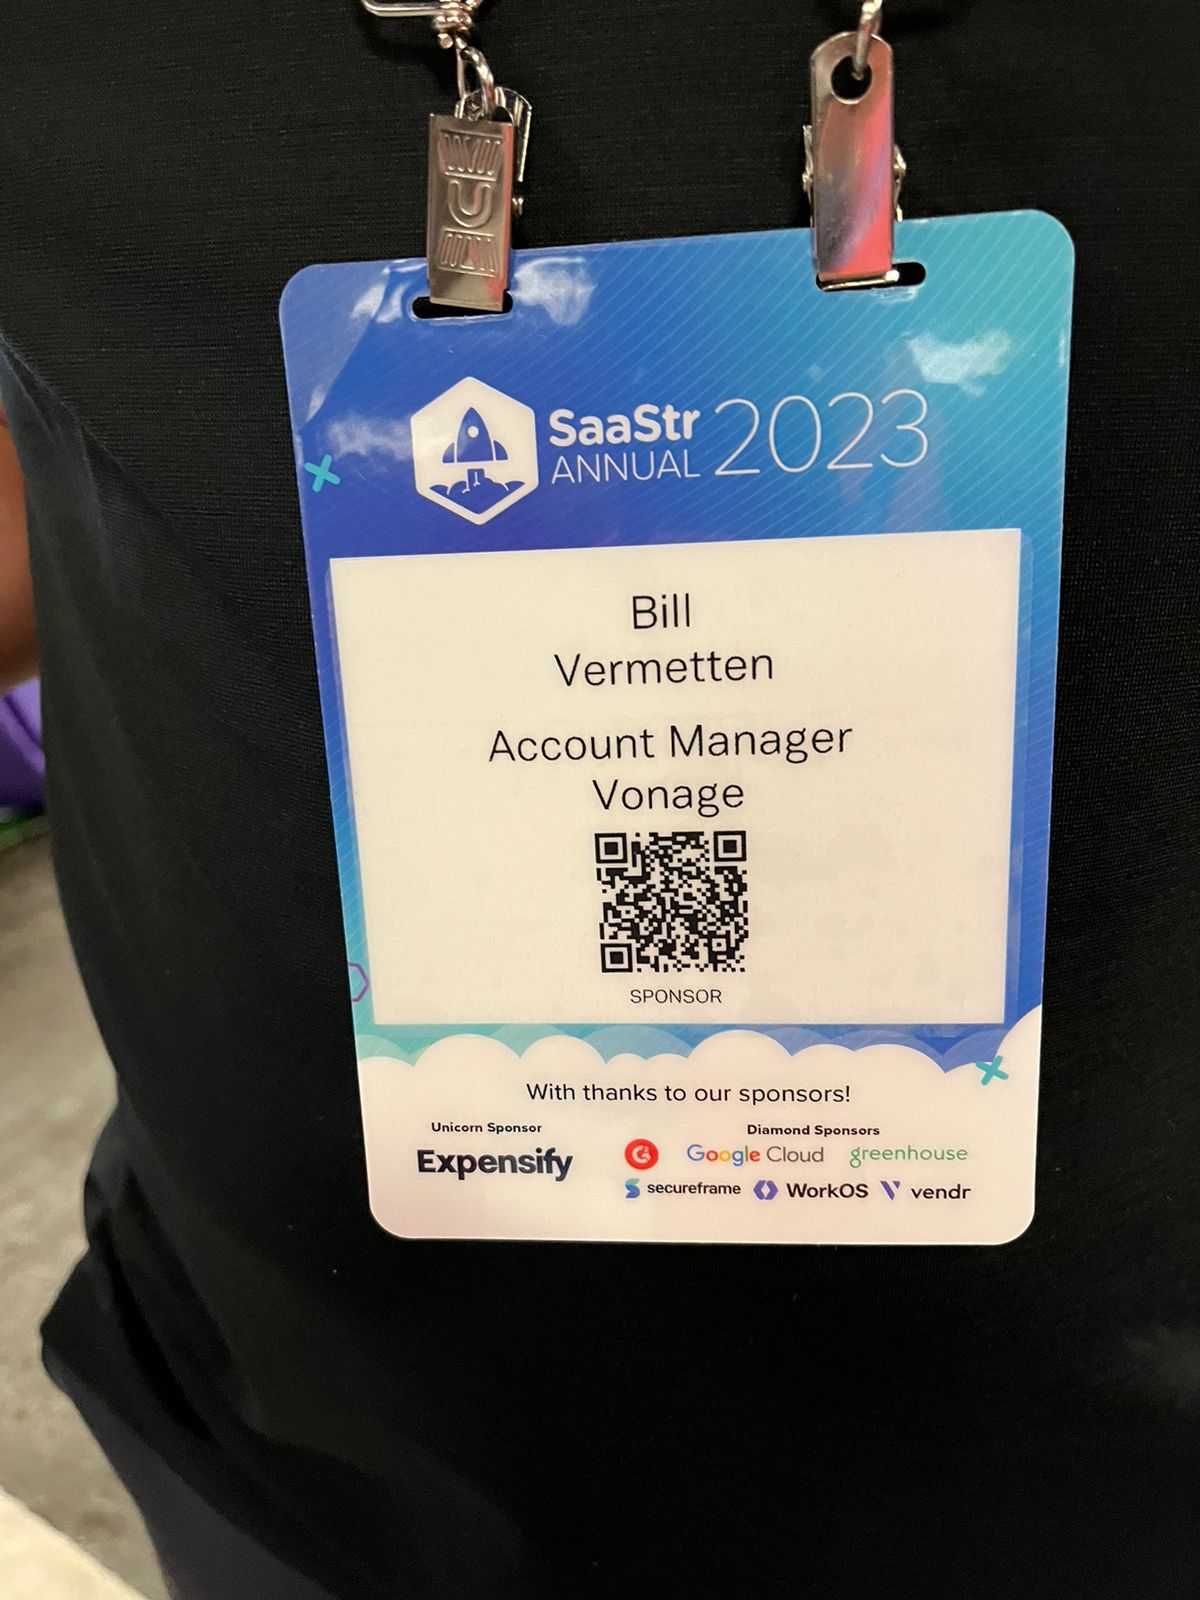 SaaStr
ANNUAL 2023
Bill
Vermetten
Account Manager
Vonage
SPONSOR
With thanks to our sponsors!
Unicorn Sponsor
Expensify
Diamond Sponsors
G2 Google Cloud greenhouse
secureframe WorkOS vendr